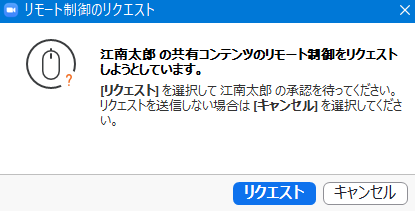 リモート制御のリクエスト
江南太郎 の共有コンテンツのリモート制御をリクエスト
しようとしています。
[リクエスト] を選択して 江南太郎 の承認を待ってください。
リクエストを送信しない場合は [キャンセル] を選択してくださ
い。
リクエスト
キャンセル